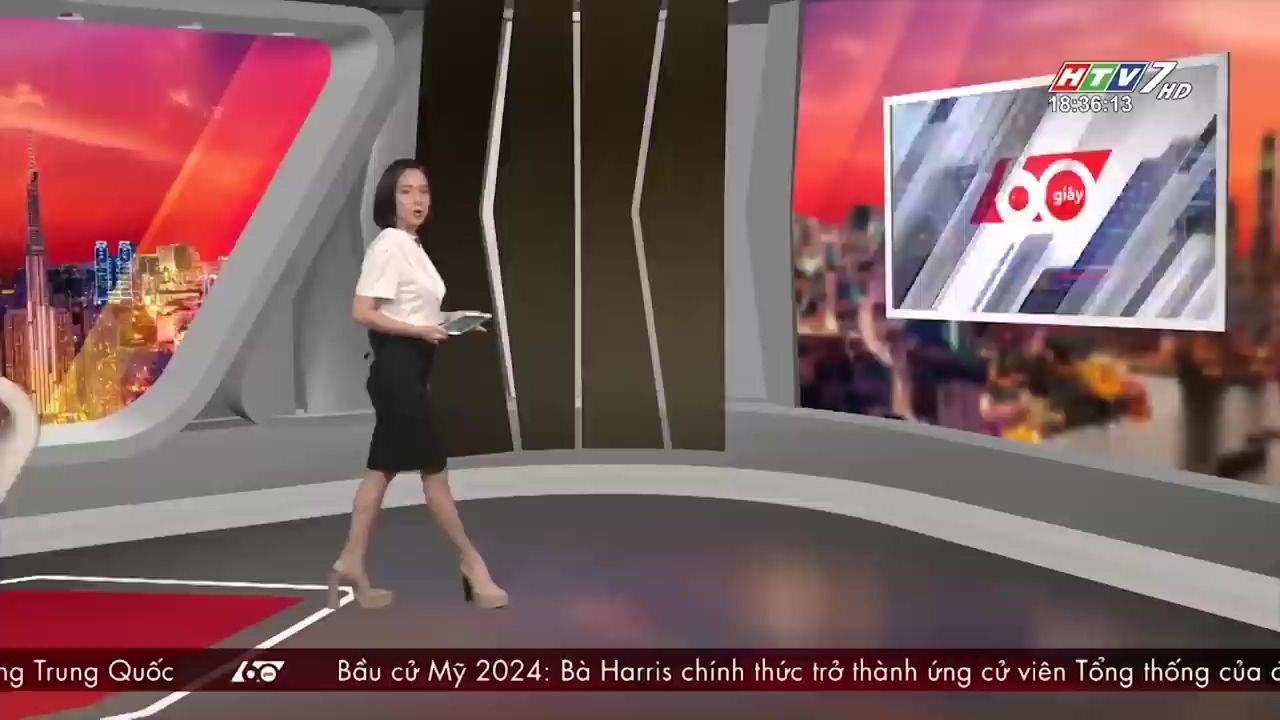 HTV7 HD
18:36:13
60 giây
ng Trung Quốc 60 Bầu cử Mỹ 2024: Bà Harris chính thức trở thành ứng cử viên Tổng thống của